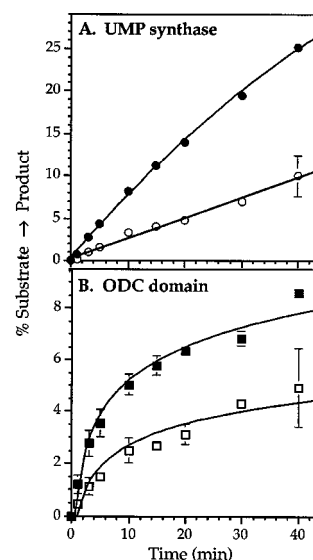 A. UMP synthase
25
20
15
10
5
0
% Substrate → Product
B. ODC domain
8
6
4
2
0
0 10 20 30 40
Time (min)